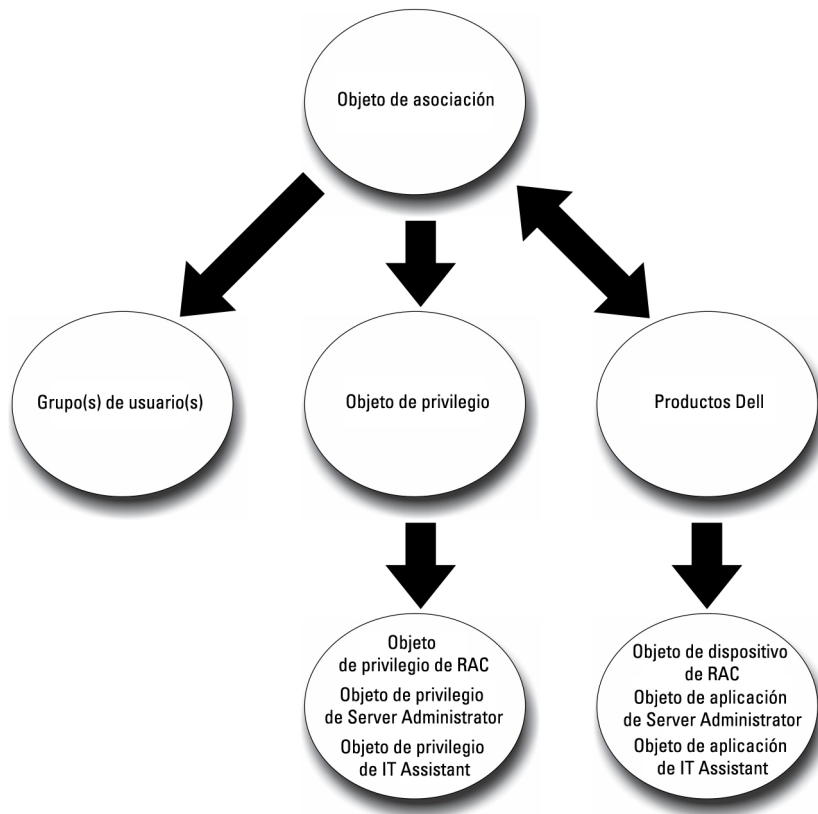 Objeto de asociación
Grupo(s) de usuario(s)
Objeto de privilegio
Productos Dell
Objeto
de privilegio de RAC
Objeto de privilegio
de Server Administrator
Objeto de privilegio
de IT Assistant
Objeto de dispositivo
de RAC
Objeto de aplicación
de Server Administrator
Objeto de aplicación
de IT Assistant